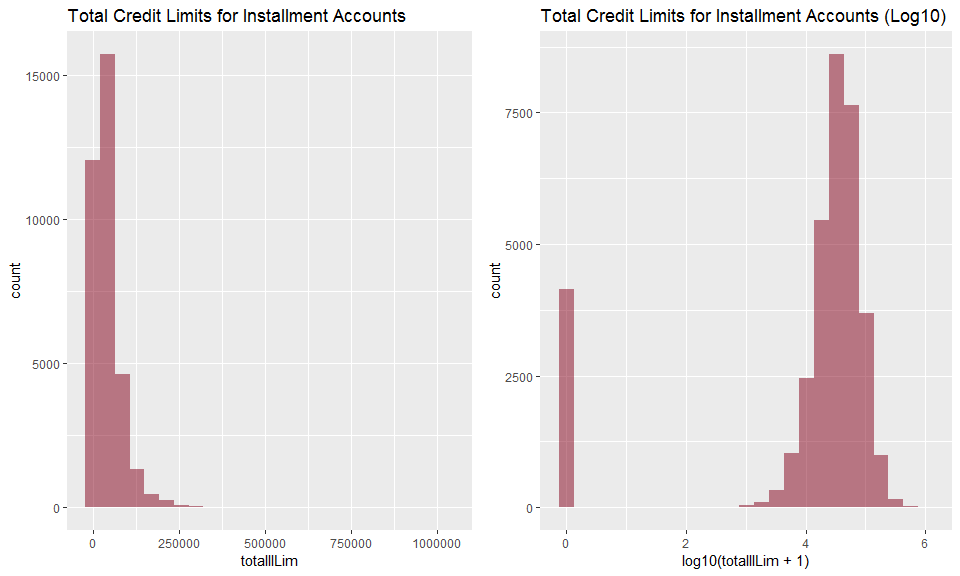 Total Credit Limits for Installment Accounts
15000
10000
5000
0
count
0 250000 500000 750000 1000000
totalIlLim
Total Credit Limits for Installment Accounts (Log10)
7500
5000
2500
0
count
0 2 4 6
log10(totalIlLim + 1)